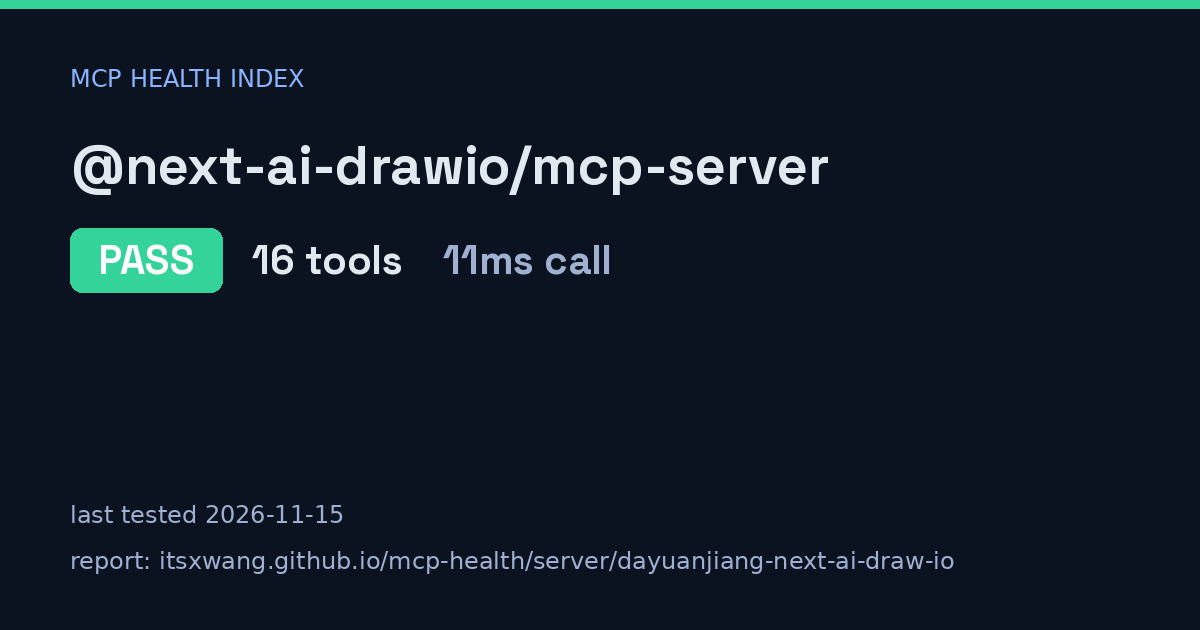 MCP HEALTH INDEX
@next-ai-drawio/mcp-server
PASS 16 tools 11ms call
last tested 2026-11-15
report: itsxwang.github.io/mcp-health/server/dayuanjiang-next-ai-draw-io